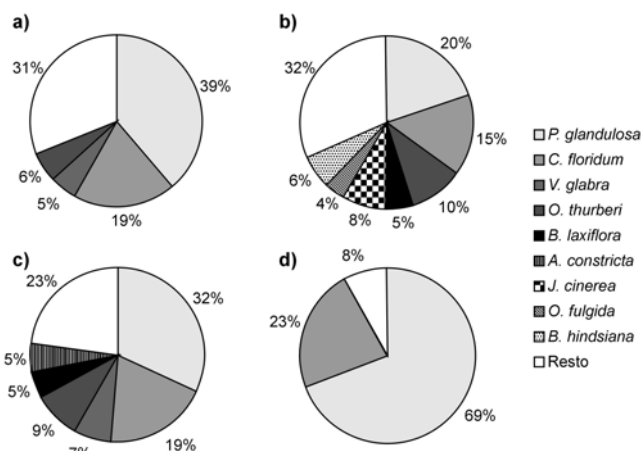 a)
31%
39%
6%
5%
19%
b)
32%
20%
15%
6%
4%
8%
5%
10%
P. glandulosa
C. floridum
V. glabra
O. thurberi
B. laxiflora
A. constricta
J. cinerea
O. fulgida
B. hindsiana
Resto
c)
23%
32%
5%
5%
9%
7%
19%
d)
8%
23%
69%